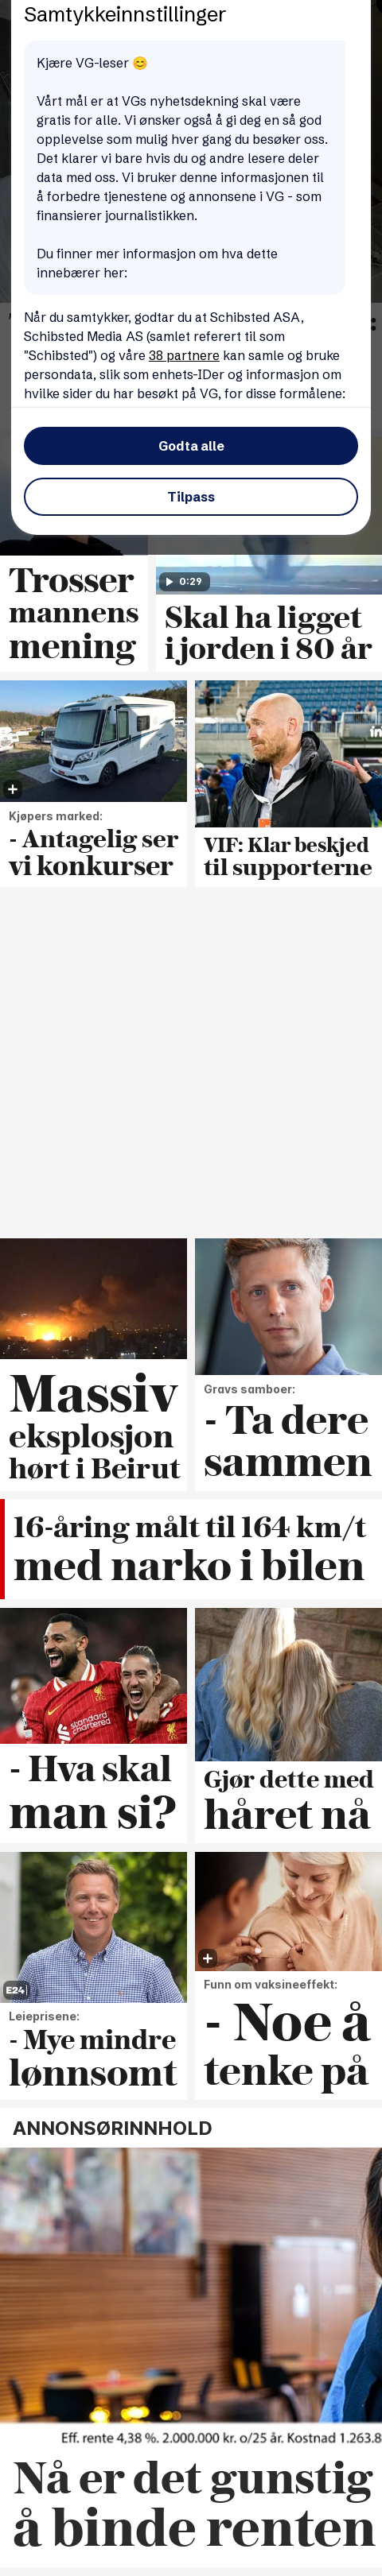 Samtykkeinnstillinger
Kjære VG-leser 😊
Vårt mål er at VGs nyhetsdekning skal være
gratis for alle. Vi ønsker også å gi deg en så god
opplevelse som mulig hver gang du besøker oss.
Det klarer vi bare hvis du og andre lesere deler
data med oss. Vi bruker denne informasjonen til
å forbedre tjenestene og annonsene i VG - som
finansierer journalistikken.
Du finner mer informasjon om hva dette
innebærer her:
Når du samtykker, godtar du at Schibsted ASA,
Schibsted Media AS (samlet referert til som
"Schibsted") og våre 38 partnere kan samle og bruke
persondata, slik som enhets-IDer og informasjon om
hvilke sider du har besøkt på VG, for disse formålene:
Godta alle
Tilpass
Trosser
mannens
mening
0:29
Skal ha ligget
i jorden i 80 år
Kjøpers marked:
- Antagelig ser
vi konkurser
VIF: Klar beskjed
til supporterne
Massiv
eksplosjon
hørt i Beirut
Gravs samboer:
- Ta dere
sammen
16-åring målt til 164 km/t
med narko i bilen
standard
chartered
- Hva skal
man si?
Gjør dette med
håret nå
E24
Leieprisene:
- Mye mindre
lønnsomt
Funn om vaksineeffekt:
- Noe å
tenke på
ANNONSØRINNHOLD
Eff. rente 4,38 %. 2.000.000 kr. o/25 år. Kostnad 1.263.8
Nå er det gunstig
å binde renten